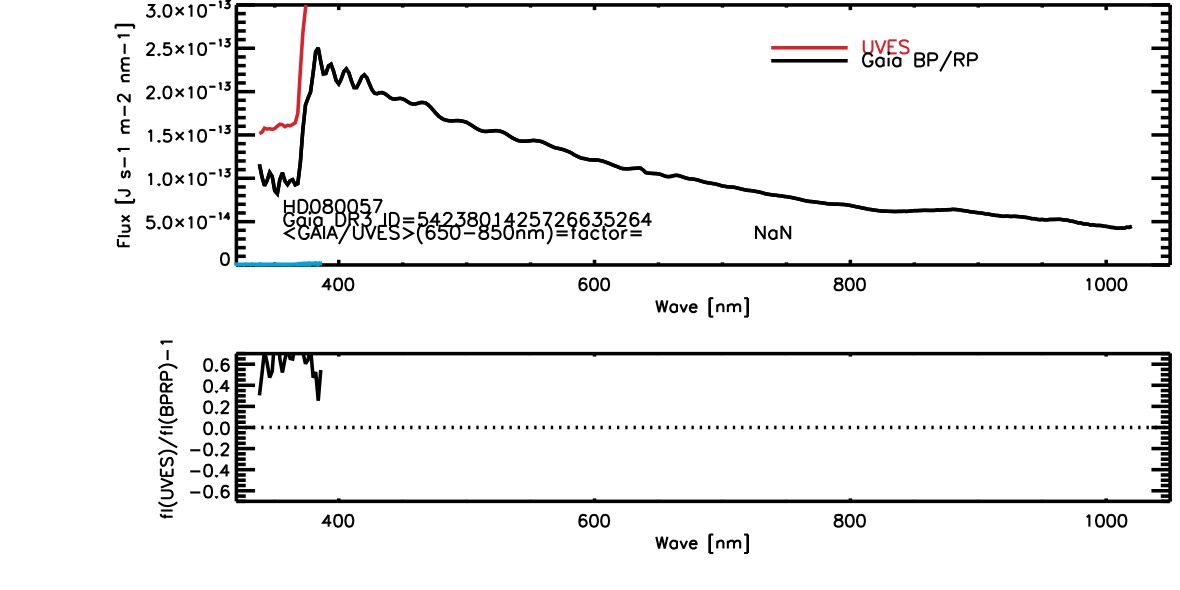 3.0×10−13
2.5×10−13
2.0×10−13
1.5×10−13
1.0×10−13
5.0×10−14
0
Flux [J s−1 m−2 nm−1]
UVES
Gaia BP/RP
HD080057
Gaia DR3 ID=5423801425726635264
<GAIA/UVES>(650−850nm)=factor= NaN
400 600 800 1000
Wave [nm]
fl(UVES)/fl(BPRP)−1
0.6
0.4
0.2
0.0
−0.2
−0.4
−0.6
400 600 800 1000
Wave [nm]